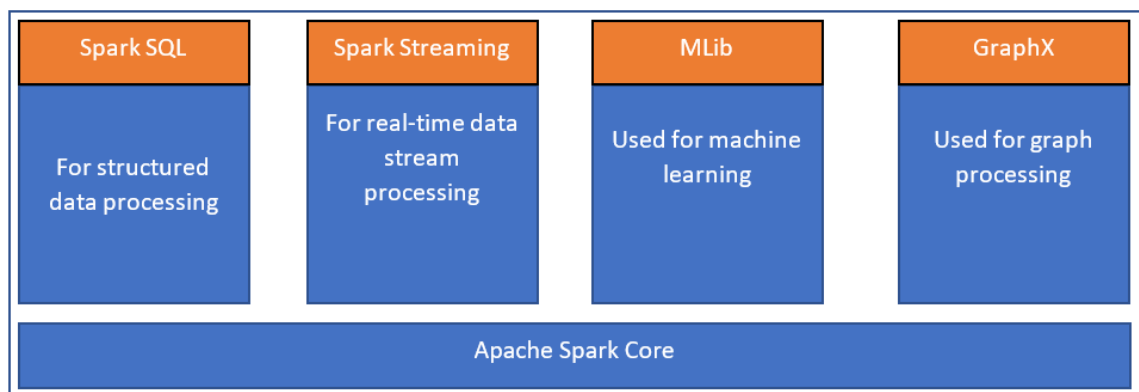 Spark SQL
Spark Streaming
MLib
GraphX
For structured
data processing
For real-time data
stream
processing
Used for machine
learning
Used for graph
processing
Apache Spark Core